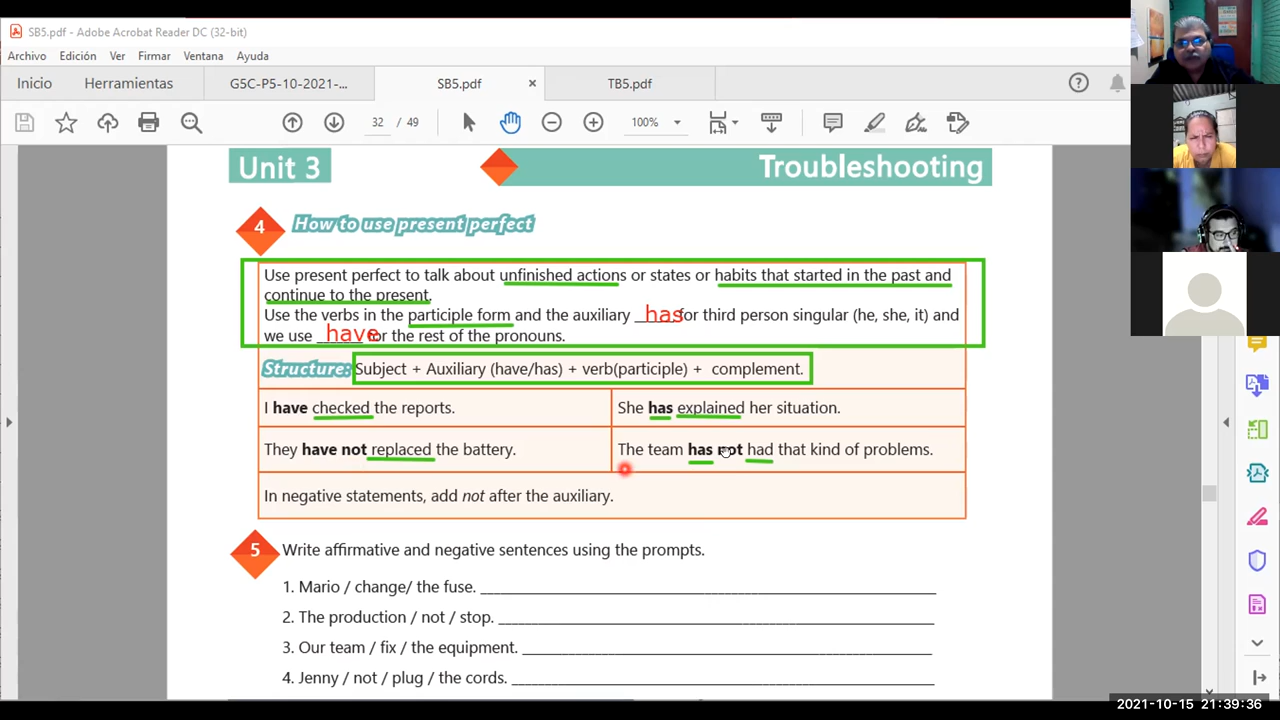 SB5.pdf - Adobe Acrobat Reader DC (32-bit)
Archivo Edición Ver Firmar Ventana Ayuda
Inicio Herramientas G5C-P5-10-2021-... SB5.pdf × TB5.pdf
32 / 49 100%
Unit 3 Troubleshooting
4 How to use present perfect
Use present perfect to talk about unfinished actions or states or habits that started in the past and
continue to the present.
Use the verbs in the participle form and the auxiliary has for third person singular (he, she, it) and
we use have for the rest of the pronouns.
Structure: Subject + Auxiliary (have/has) + verb(participle) + complement.
I have checked the reports. She has explained her situation.
They have not replaced the battery. The team has not had that kind of problems.
In negative statements, add not after the auxiliary.
5 Write affirmative and negative sentences using the prompts.
1. Mario / change/ the fuse.
2. The production / not / stop.
3. Our team / fix / the equipment.
4. Jenny / not / plug / the cords.
2021-10-15 21:39:36